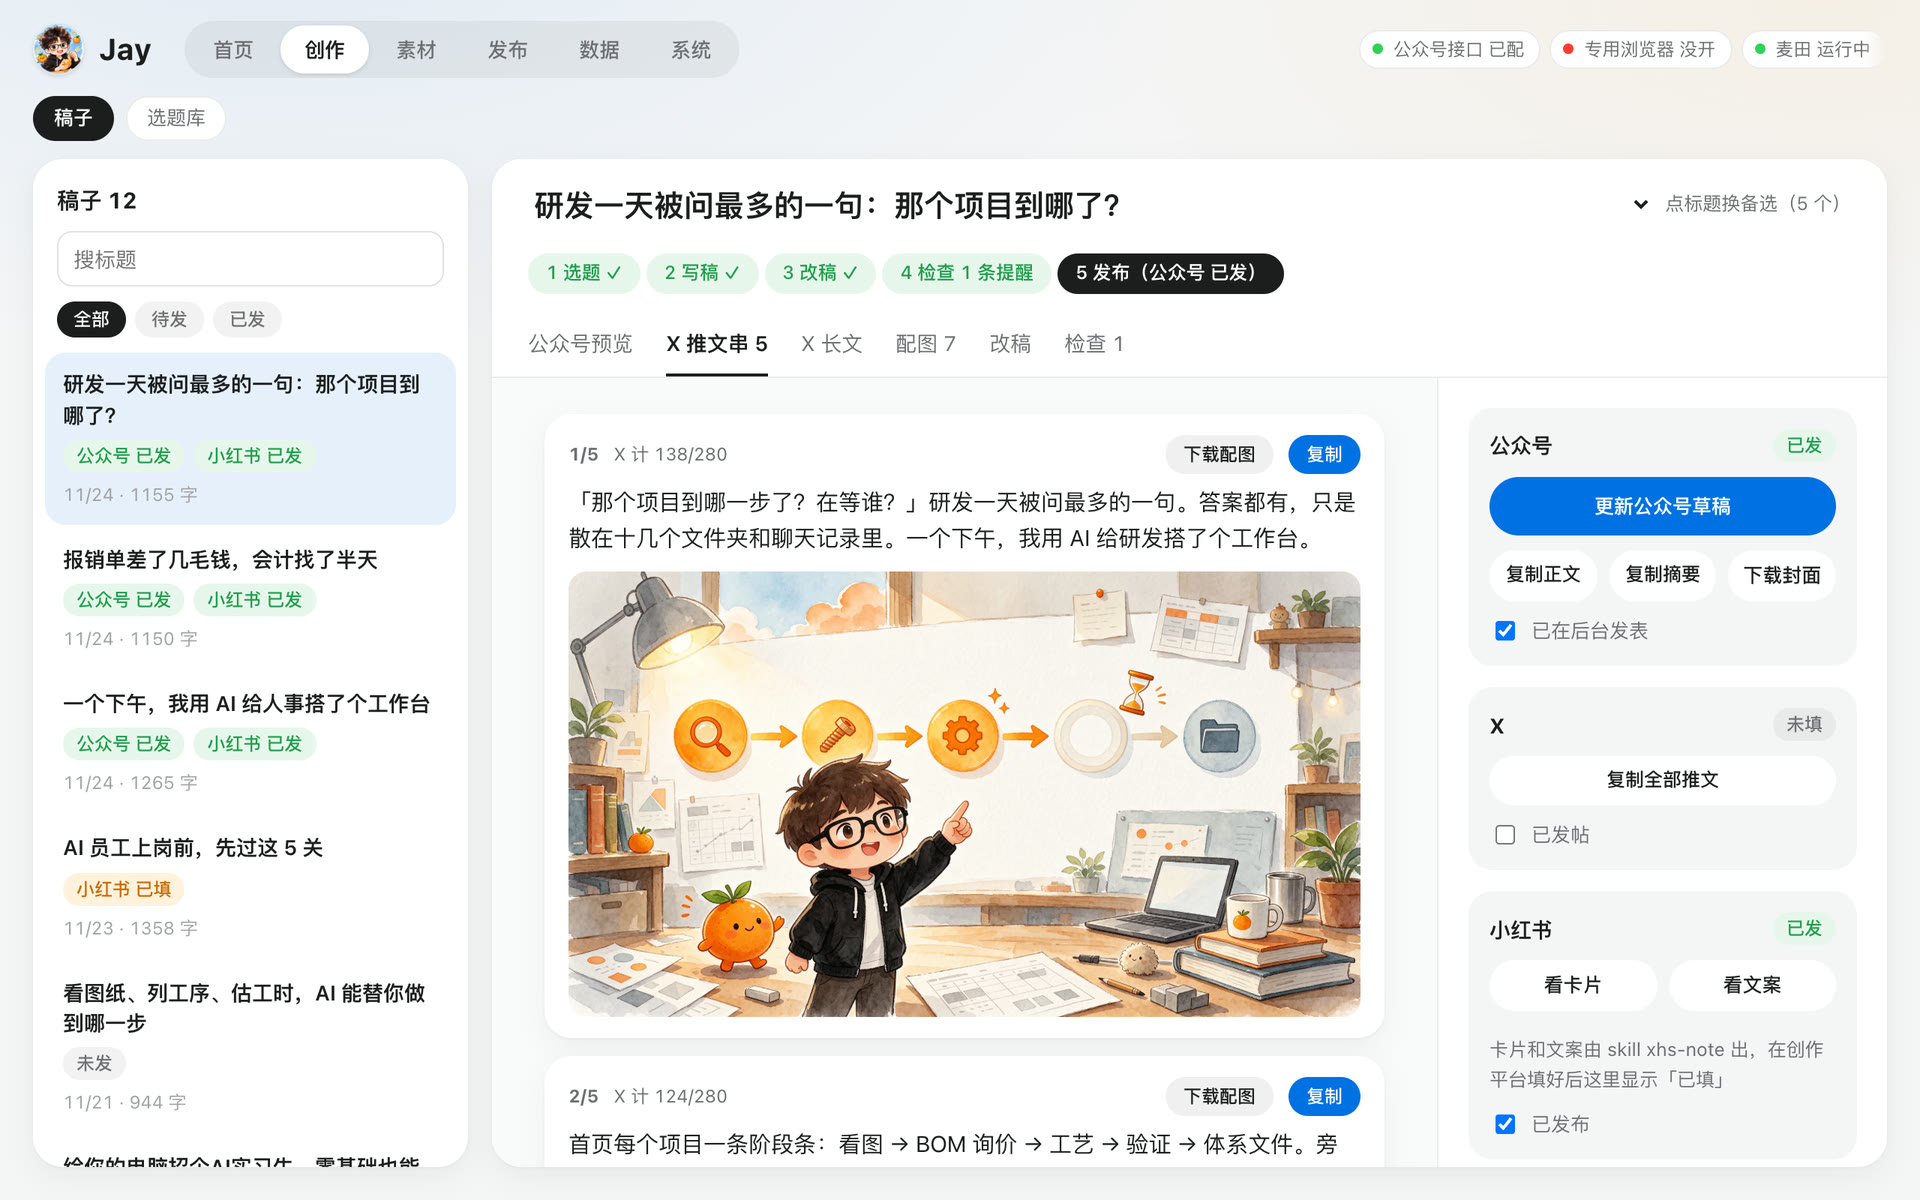 Jay
首页
创作
素材
发布
数据
系统
公众号接口 已配
专用浏览器 没开
麦田 运行中
稿子
选题库
稿子 12
搜标题
全部
待发
已发
研发一天被问最多的一句：那个项目到
哪了？
公众号 已发
小红书 已发
11/24 · 1155 字
报销单差了几毛钱，会计找了半天
公众号 已发
小红书 已发
11/24 · 1150 字
一个下午，我用 AI 给人事搭了个工作台
公众号 已发
小红书 已发
11/24 · 1265 字
AI 员工上岗前，先过这 5 关
小红书 已填
11/23 · 1358 字
看图纸、列工序、估工时，AI 能替你做
到哪一步
未发
11/21 · 944 字
给你的电脑招个AI实习生，零基础也能
研发一天被问最多的一句：那个项目到哪了？
点标题换备选（5 个）
1 选题 ✓
2 写稿 ✓
3 改稿 ✓
4 检查 1 条提醒
5 发布（公众号 已发）
公众号预览
X 推文串 5
X 长文
配图 7
改稿
检查 1
1/5 X 计 138/280
下载配图
复制
「那个项目到哪一步了？在等谁？」研发一天被问最多的一句。答案都有，只是
散在十几个文件夹和聊天记录里。一个下午，我用 AI 给研发搭了个工作台。
2/5 X 计 124/280
下载配图
复制
首页每个项目一条阶段条：看图 → BOM 询价 → 工艺 → 验证 → 体系文件。旁
公众号
已发
更新公众号草稿
复制正文
复制摘要
下载封面
已在后台发表
X
未填
复制全部推文
已发帖
小红书
已发
看卡片
看文案
卡片和文案由 skill xhs-note 出，在创作
平台填好后这里显示「已填」
已发布